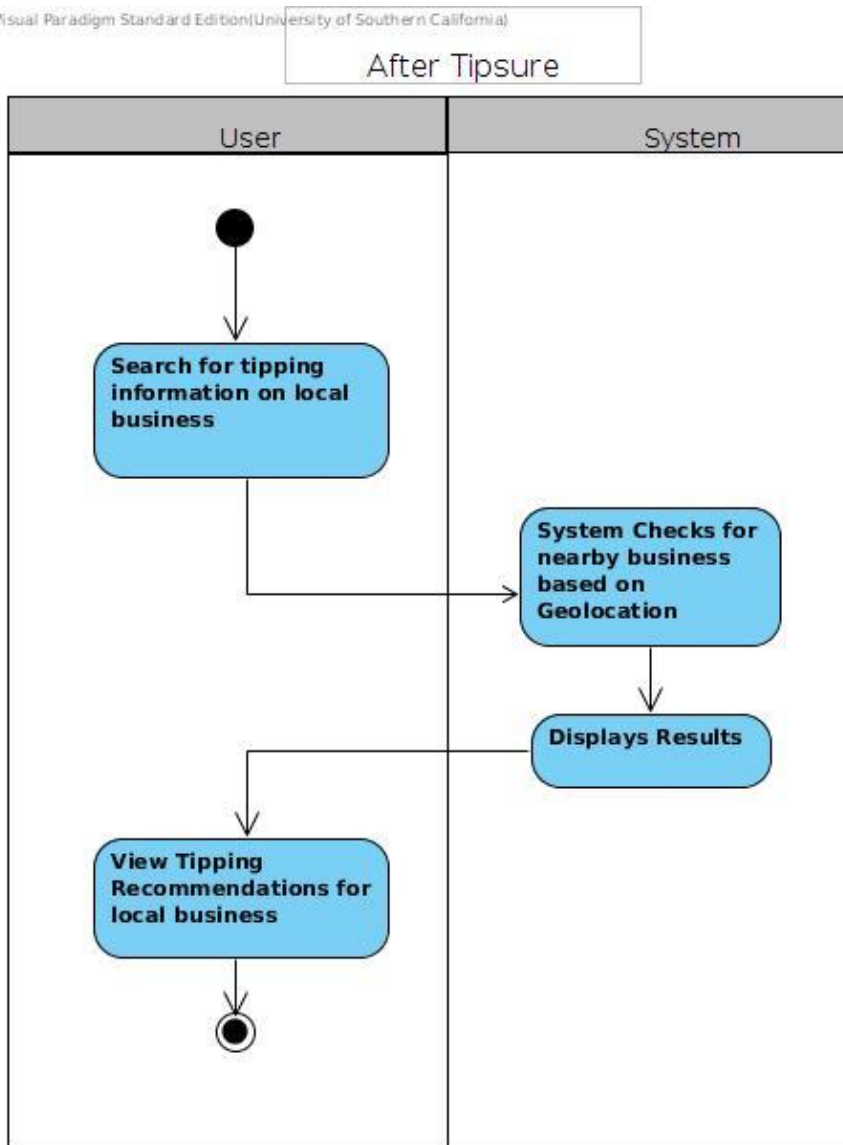 Visual Paradigm Standard Edition(University of Southern California)
After Tipsure
User
System
Search for tipping
information on local
business
System Checks for
nearby business
based on
Geolocation
Displays Results
View Tipping
Recommendations for
local business